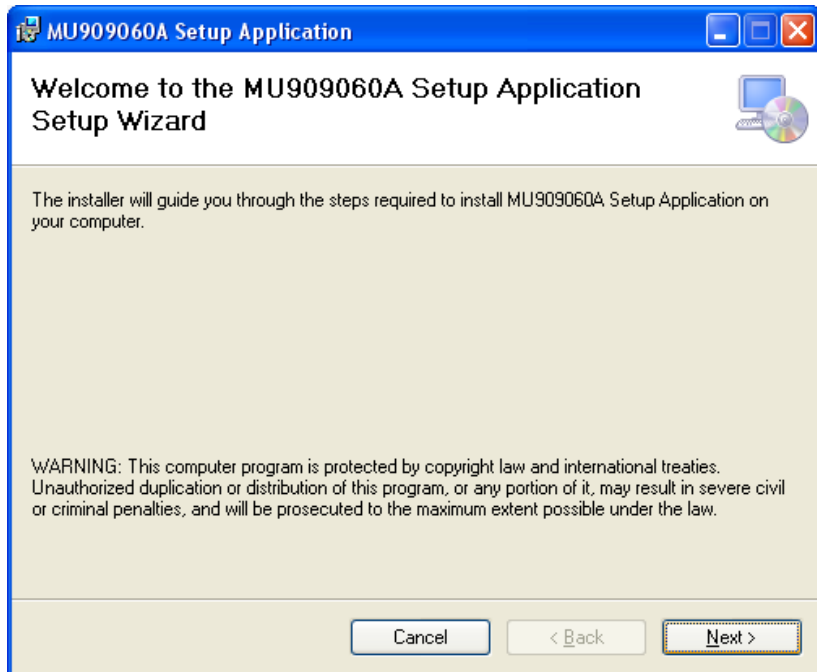 MU909060A Setup Application
Welcome to the MU909060A Setup Application
Setup Wizard
The installer will guide you through the steps required to install MU909060A Setup Application on
your computer.
WARNING: This computer program is protected by copyright law and international treaties.
Unauthorized duplication or distribution of this program, or any portion of it, may result in severe civil
or criminal penalties, and will be prosecuted to the maximum extent possible under the law.
Cancel < Back Next >